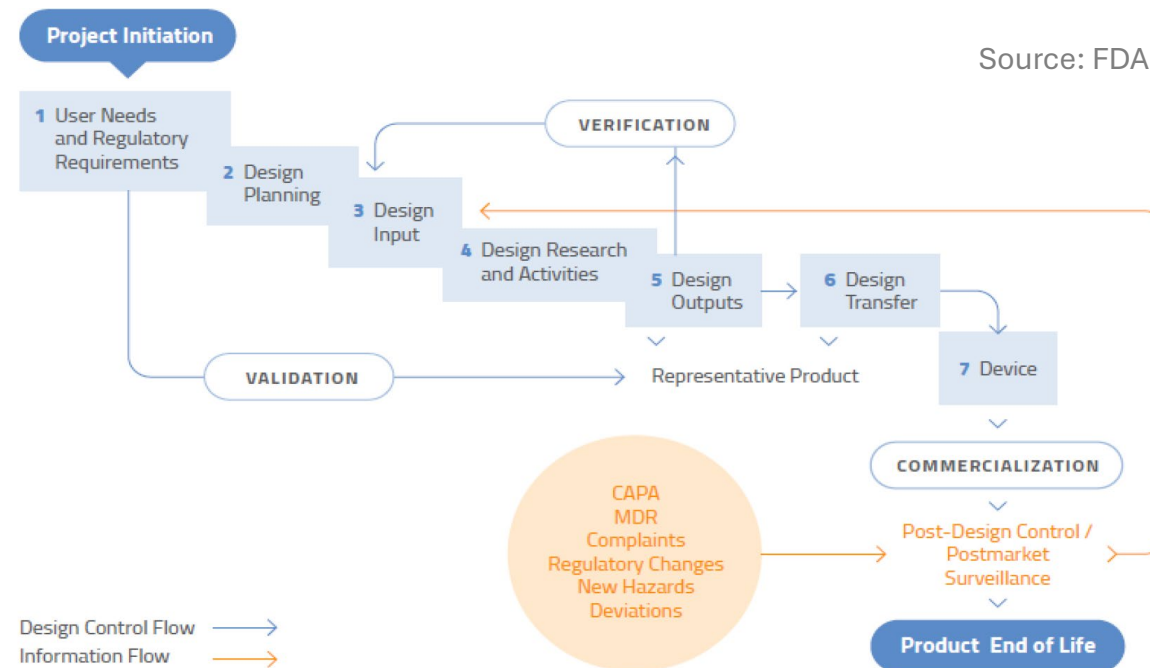 Project Initiation
Source: FDA
1 User Needs
and Regulatory
Requirements
VERIFICATION
2 Design
Planning
3 Design
Input
4 Design Research
and Activities
5 Design
Outputs
6 Design
Transfer
VALIDATION
Representative Product
7 Device
COMMERCIALIZATION
CAPA
MDR
Complaints
Regulatory Changes
New Hazards
Deviations
Post-Design Control /
Postmarket
Surveillance
Design Control Flow
Information Flow
Product End of Life